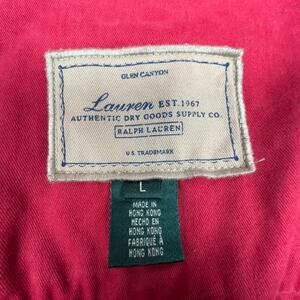 GLEN CANYON
Lauren EST. 1967
AUTHENTIC DRY GOODS SUPPLY CO.
RALPH LAUREN
U.S. TRADEMARK
L
MADE IN
HONG KONG
HECHO EN
HONG KONG
FABRIQUÉ À
HONG KONG